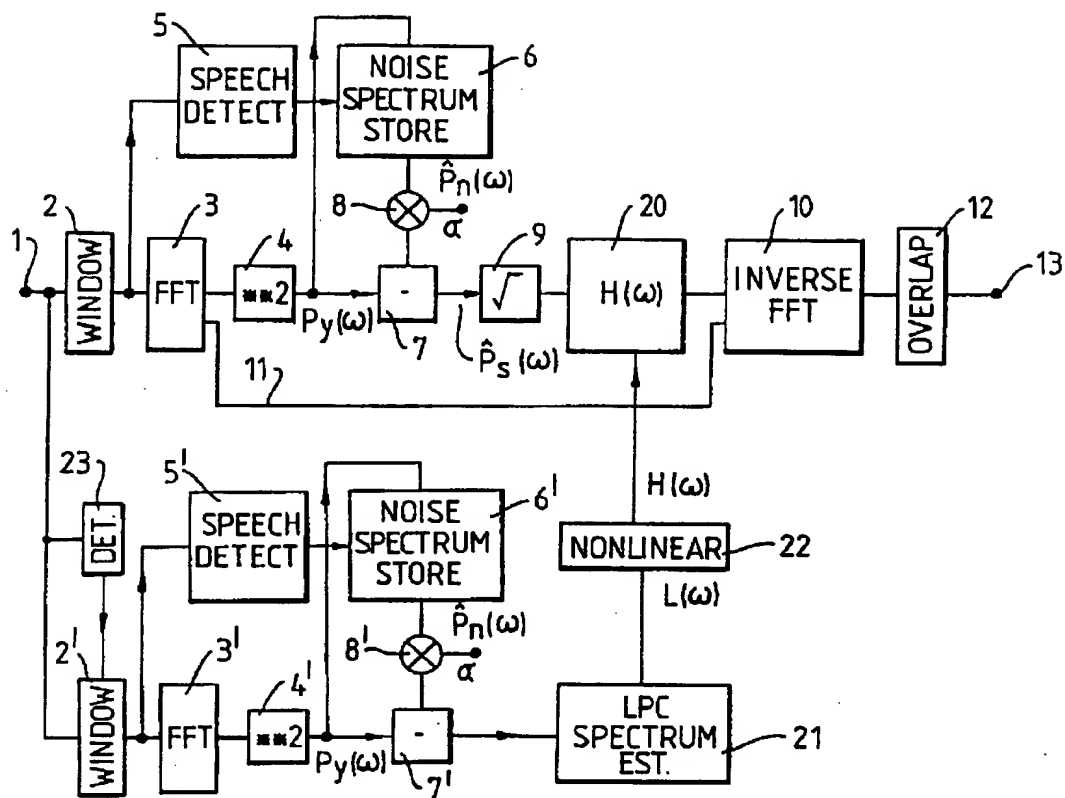 5
SPEECH
DETECT
NOISE
SPECTRUM
STORE
6
P̂n(ω)
8
α
1
2
WINDOW
3
FFT
4
**2
Py(ω)
-
7
P̂s(ω)
9
√
20
H(ω)
10
INVERSE
FFT
12
OVERLAP
13
11
23
DET.
5'
SPEECH
DETECT
NOISE
SPECTRUM
STORE
6'
P̂n(ω)
8'
α
H(ω)
NONLINEAR
22
L(ω)
2'
WINDOW
3'
FFT
4'
**2
Py(ω)
-
7'
LPC
SPECTRUM
EST.
21